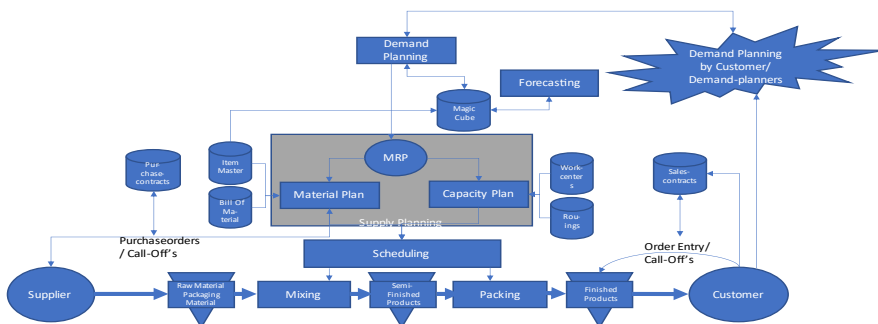 Demand
Planning
Demand Planning
by Customer/
Demand-planners
Forecasting
Magic
Cube
Pur-
chase-
contracts
Item
Master
MRP
Work-
center
s
Sales-
contracts
Material Plan
Capacity Plan
Bill Of
Ma-
terial
Rou-
ings
Supply Planning
Purchaseorders
/ Call-Off's
Order Entry/
Call-Off's
Scheduling
Supplier
Raw Material
Packaging
Material
Mixing
Semi-
Finished
Products
Packing
Finished
Products
Customer